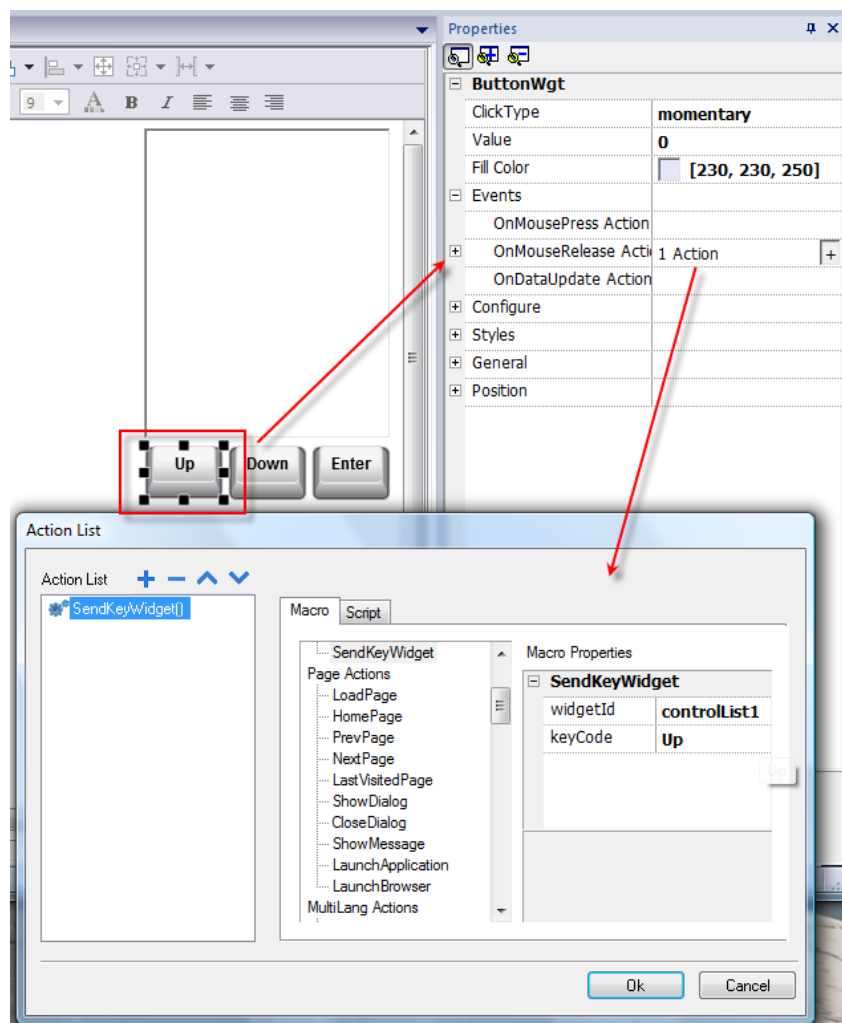 Properties
9 A B I
ButtonWgt
ClickType momentary
Value 0
Fill Color [230, 230, 250]
Events
OnMousePress Action
OnMouseRelease Acti 1 Action +
OnDataUpdate Action
Configure
Styles
General
Position
Up Down Enter
Action List
Action List
SendKeyWidget()
Macro Script
SendKeyWidget
Page Actions
LoadPage
HomePage
PrevPage
NextPage
LastVisitedPage
ShowDialog
CloseDialog
ShowMessage
LaunchApplication
LaunchBrowser
MultiLang Actions
Macro Properties
SendKeyWidget
widgetId controlList1
keyCode Up
Up
Ok Cancel